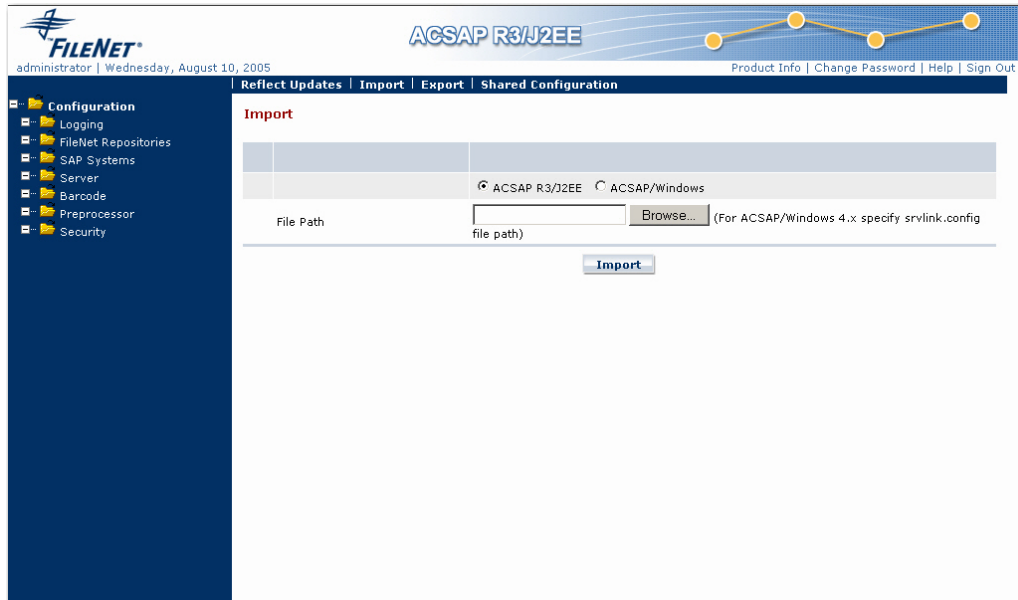 FILENET®
ACSAP R3/J2EE
administrator | Wednesday, August 10, 2005
Product Info | Change Password | Help | Sign Out
Reflect Updates | Import | Export | Shared Configuration
Configuration
Logging
FileNet Repositories
SAP Systems
Server
Barcode
Preprocessor
Security
Import
ACSAP R3/J2EE ACSAP/Windows
File Path Browse... (For ACSAP/Windows 4.x specify srvlink.config
file path)
Import